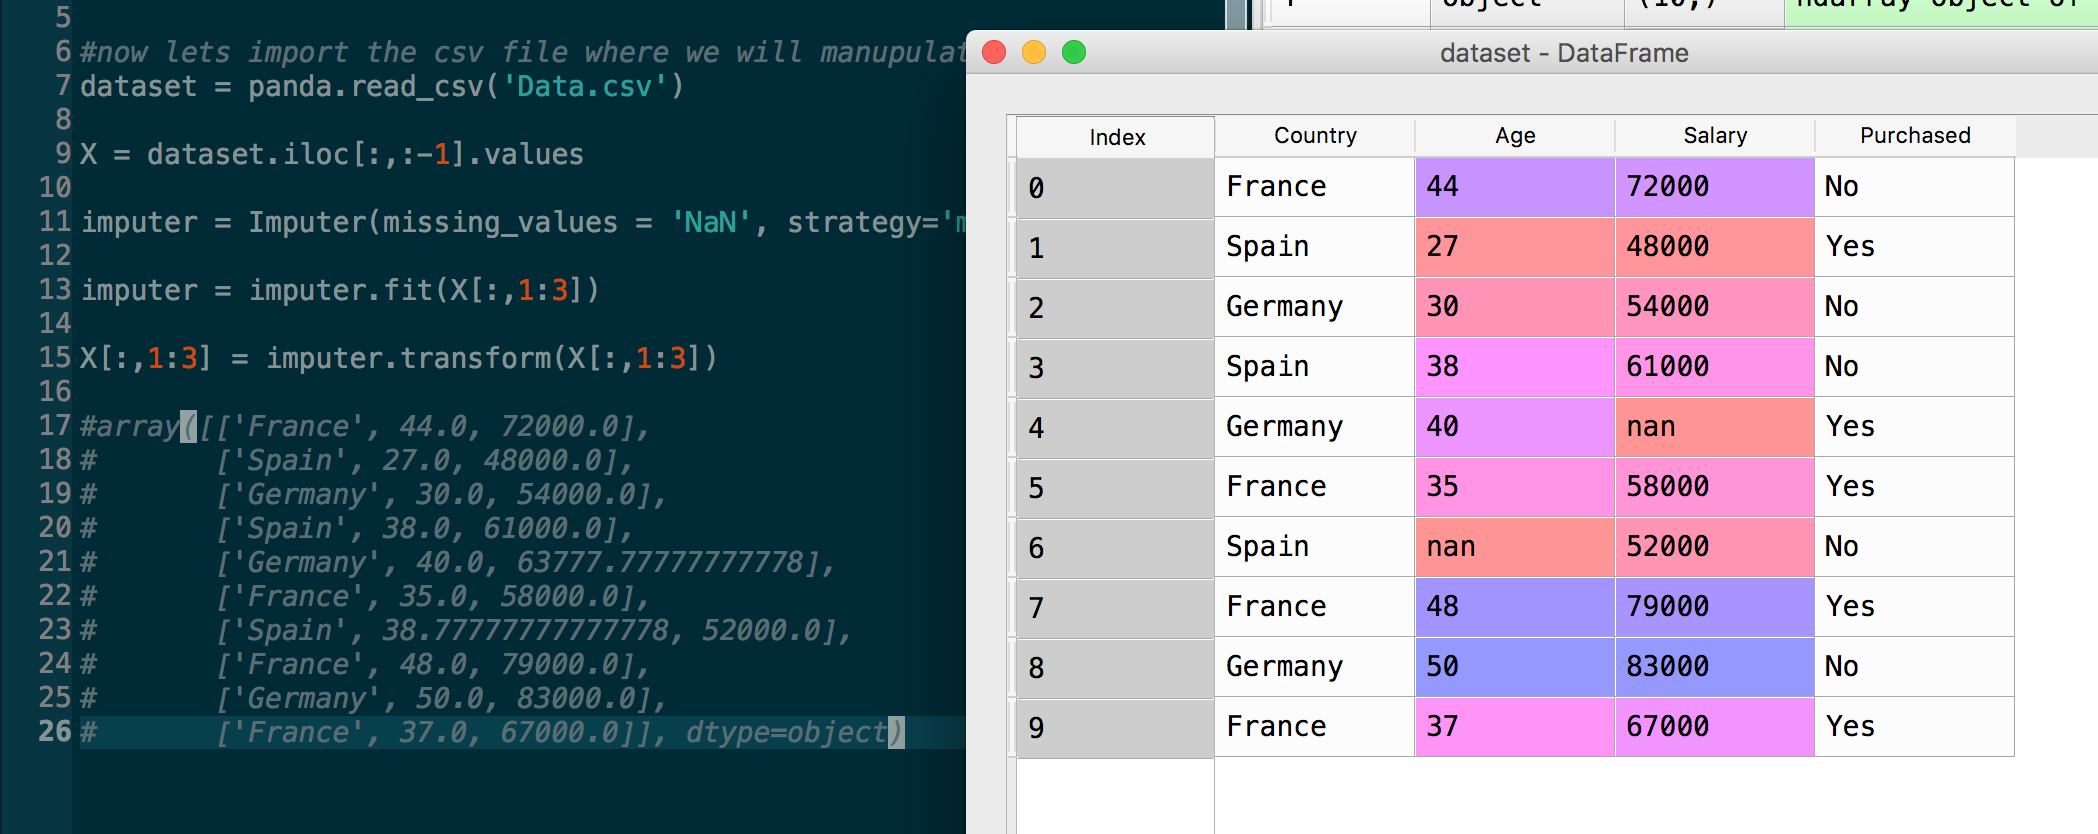 5
6 #now lets import the csv file where we will manupulat
7 dataset = panda.read_csv('Data.csv')
8
9 X = dataset.iloc[:,:-1].values
10
11 imputer = Imputer(missing_values = 'NaN', strategy='m
12
13 imputer = imputer.fit(X[:,1:3])
14
15 X[:,1:3] = imputer.transform(X[:,1:3])
16
17 #array([['France', 44.0, 72000.0],
18 #       ['Spain', 27.0, 48000.0],
19 #       ['Germany', 30.0, 54000.0],
20 #       ['Spain', 38.0, 61000.0],
21 #       ['Germany', 40.0, 63777.77777777778],
22 #       ['France', 35.0, 58000.0],
23 #       ['Spain', 38.77777777777778, 52000.0],
24 #       ['France', 48.0, 79000.0],
25 #       ['Germany', 50.0, 83000.0],
26 #       ['France', 37.0, 67000.0]], dtype=object)
dataset - DataFrame
Index Country Age Salary Purchased
0 France 44 72000 No
1 Spain 27 48000 Yes
2 Germany 30 54000 No
3 Spain 38 61000 No
4 Germany 40 nan Yes
5 France 35 58000 Yes
6 Spain nan 52000 No
7 France 48 79000 Yes
8 Germany 50 83000 No
9 France 37 67000 Yes